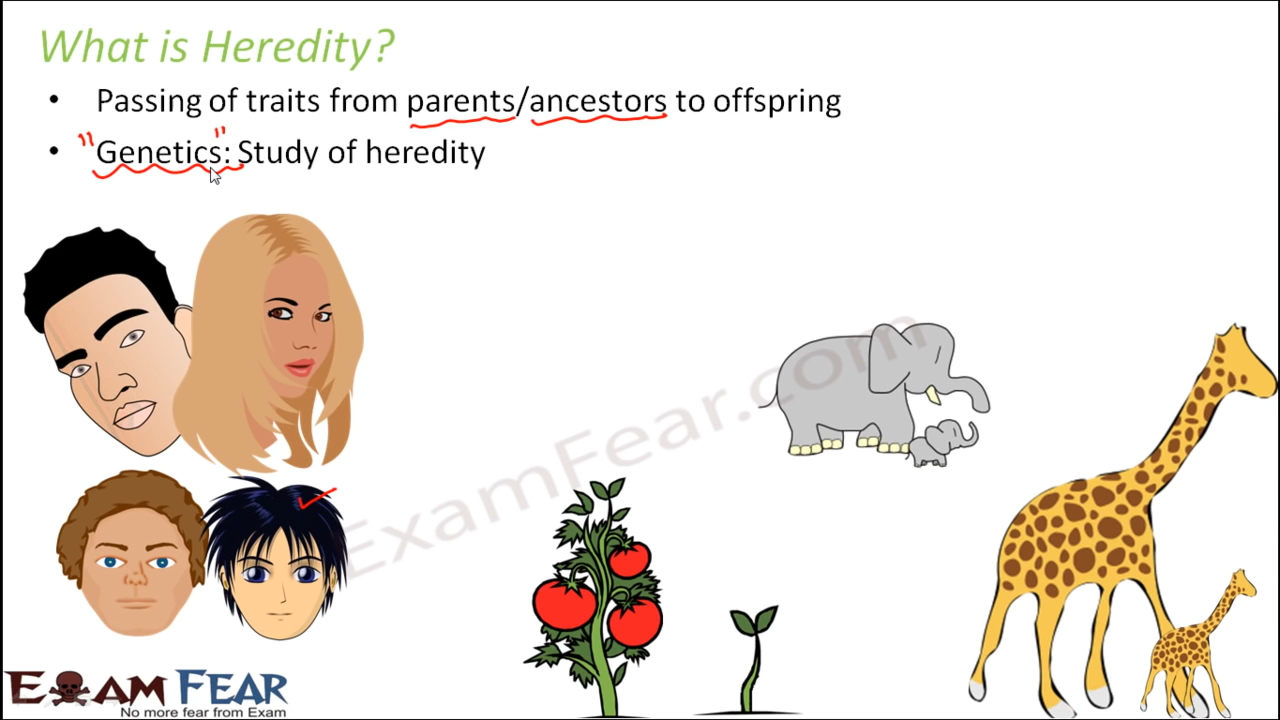 What is Heredity?
• Passing of traits from parents/ancestors to offspring
• "Genetics": Study of heredity
ExamFear.com
EXAM FEAR
No more fear from Exam